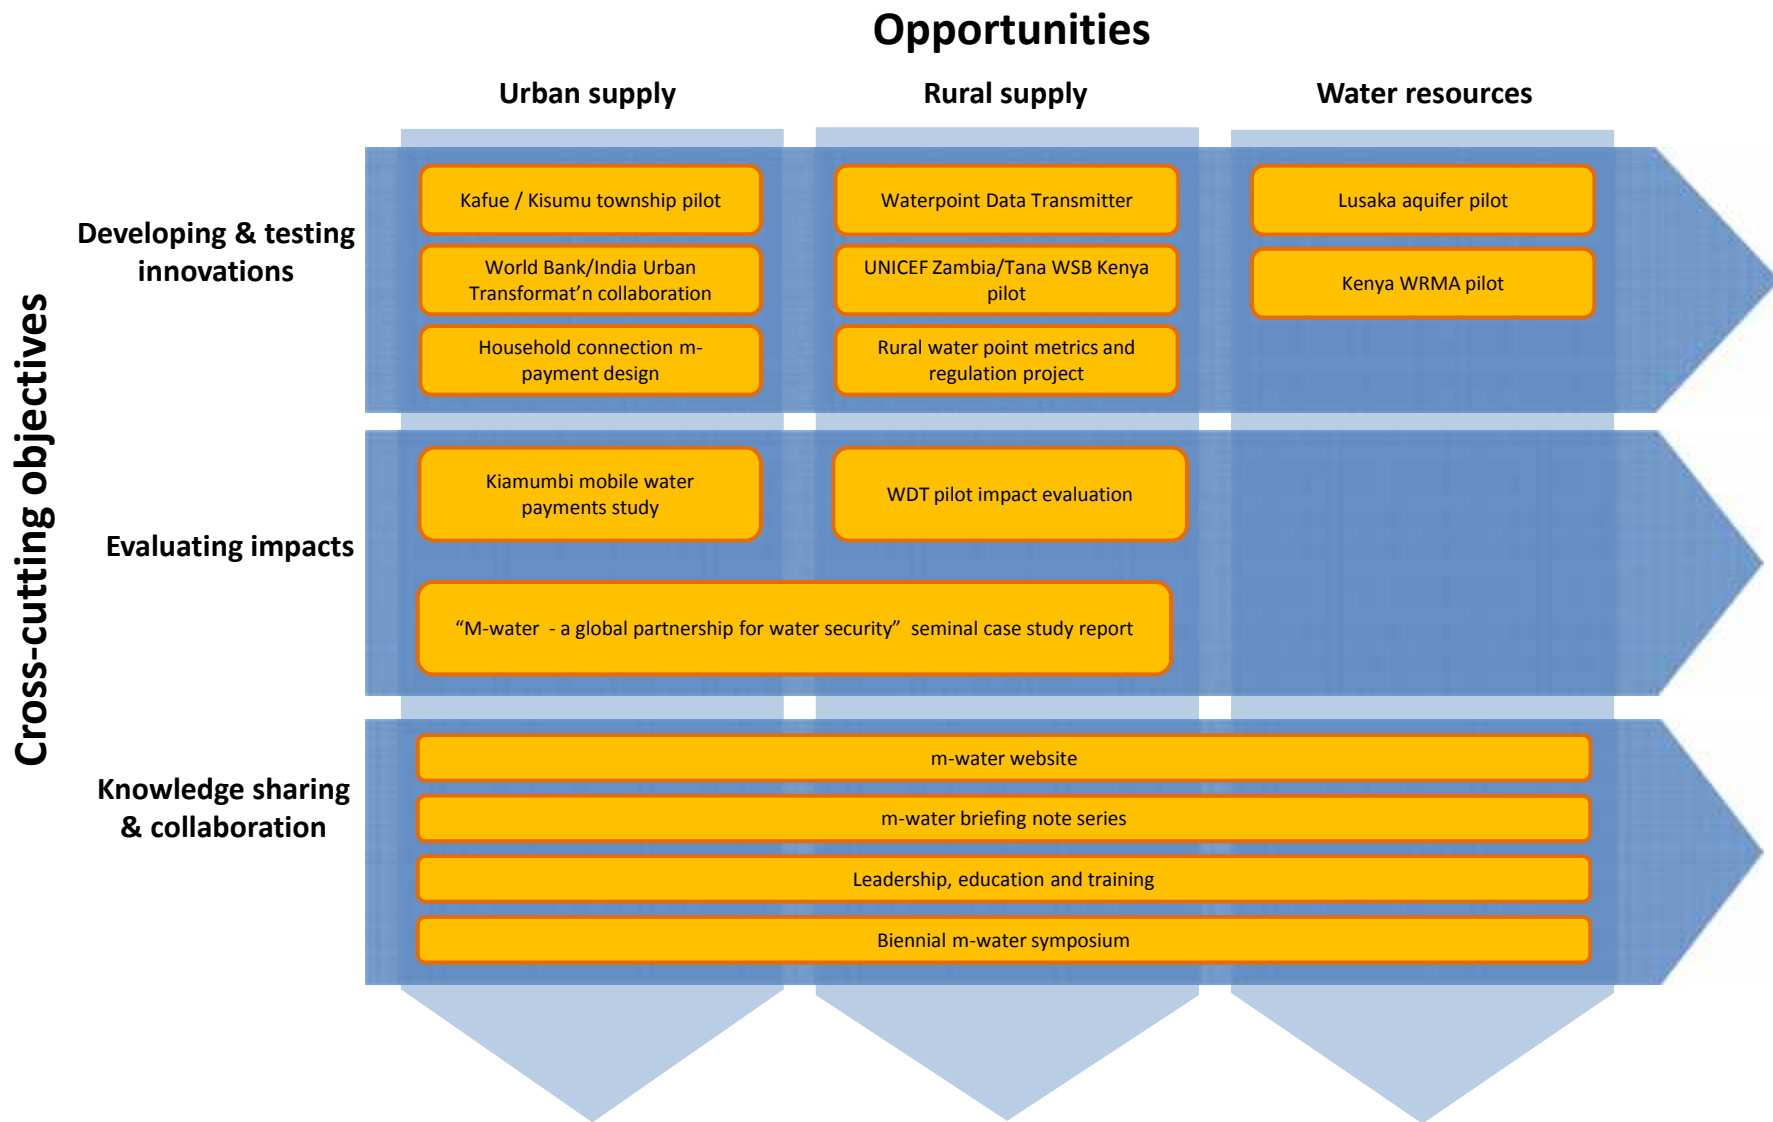 Opportunities
Urban supply
Rural supply
Water resources
Cross-cutting objectives
Developing & testing
innovations
Kafue / Kisumu township pilot
Waterpoint Data Transmitter
Lusaka aquifer pilot
World Bank/India Urban
Transformat'n collaboration
UNICEF Zambia/Tana WSB Kenya
pilot
Kenya WRMA pilot
Household connection m-
payment design
Rural water point metrics and
regulation project
Evaluating impacts
Kiamumbi mobile water
payments study
WDT pilot impact evaluation
“M-water - a global partnership for water security” seminal case study report
Knowledge sharing
& collaboration
m-water website
m-water briefing note series
Leadership, education and training
Biennial m-water symposium